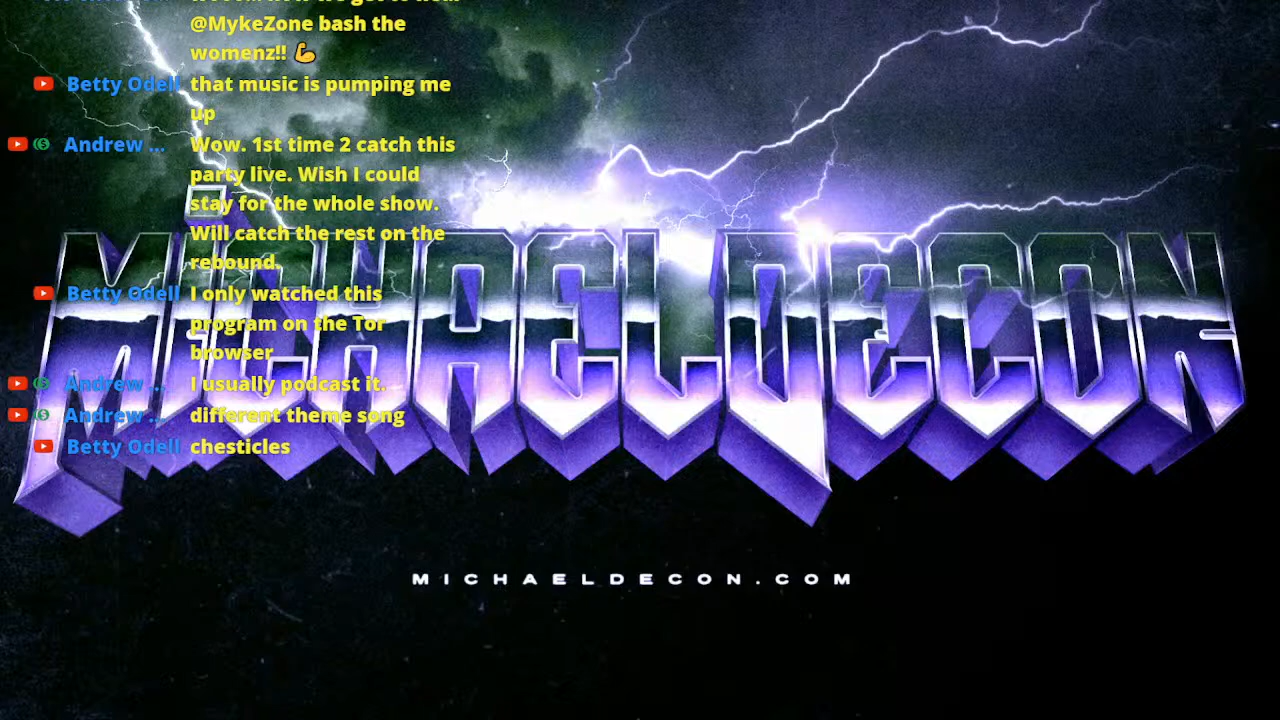 @MykeZone bash the
womenz!! 💪
Betty Odell that music is pumping me
up
Andrew ... Wow. 1st time 2 catch this
party live. Wish I could
stay for the whole show.
Will catch the rest on the
rebound.
MICHAELDECON
Betty Odell I only watched this
program on the Tor
browser
Andrew ... I usually podcast it.
Andrew ... different theme song
Betty Odell chesticles
MICHAELDECON.COM